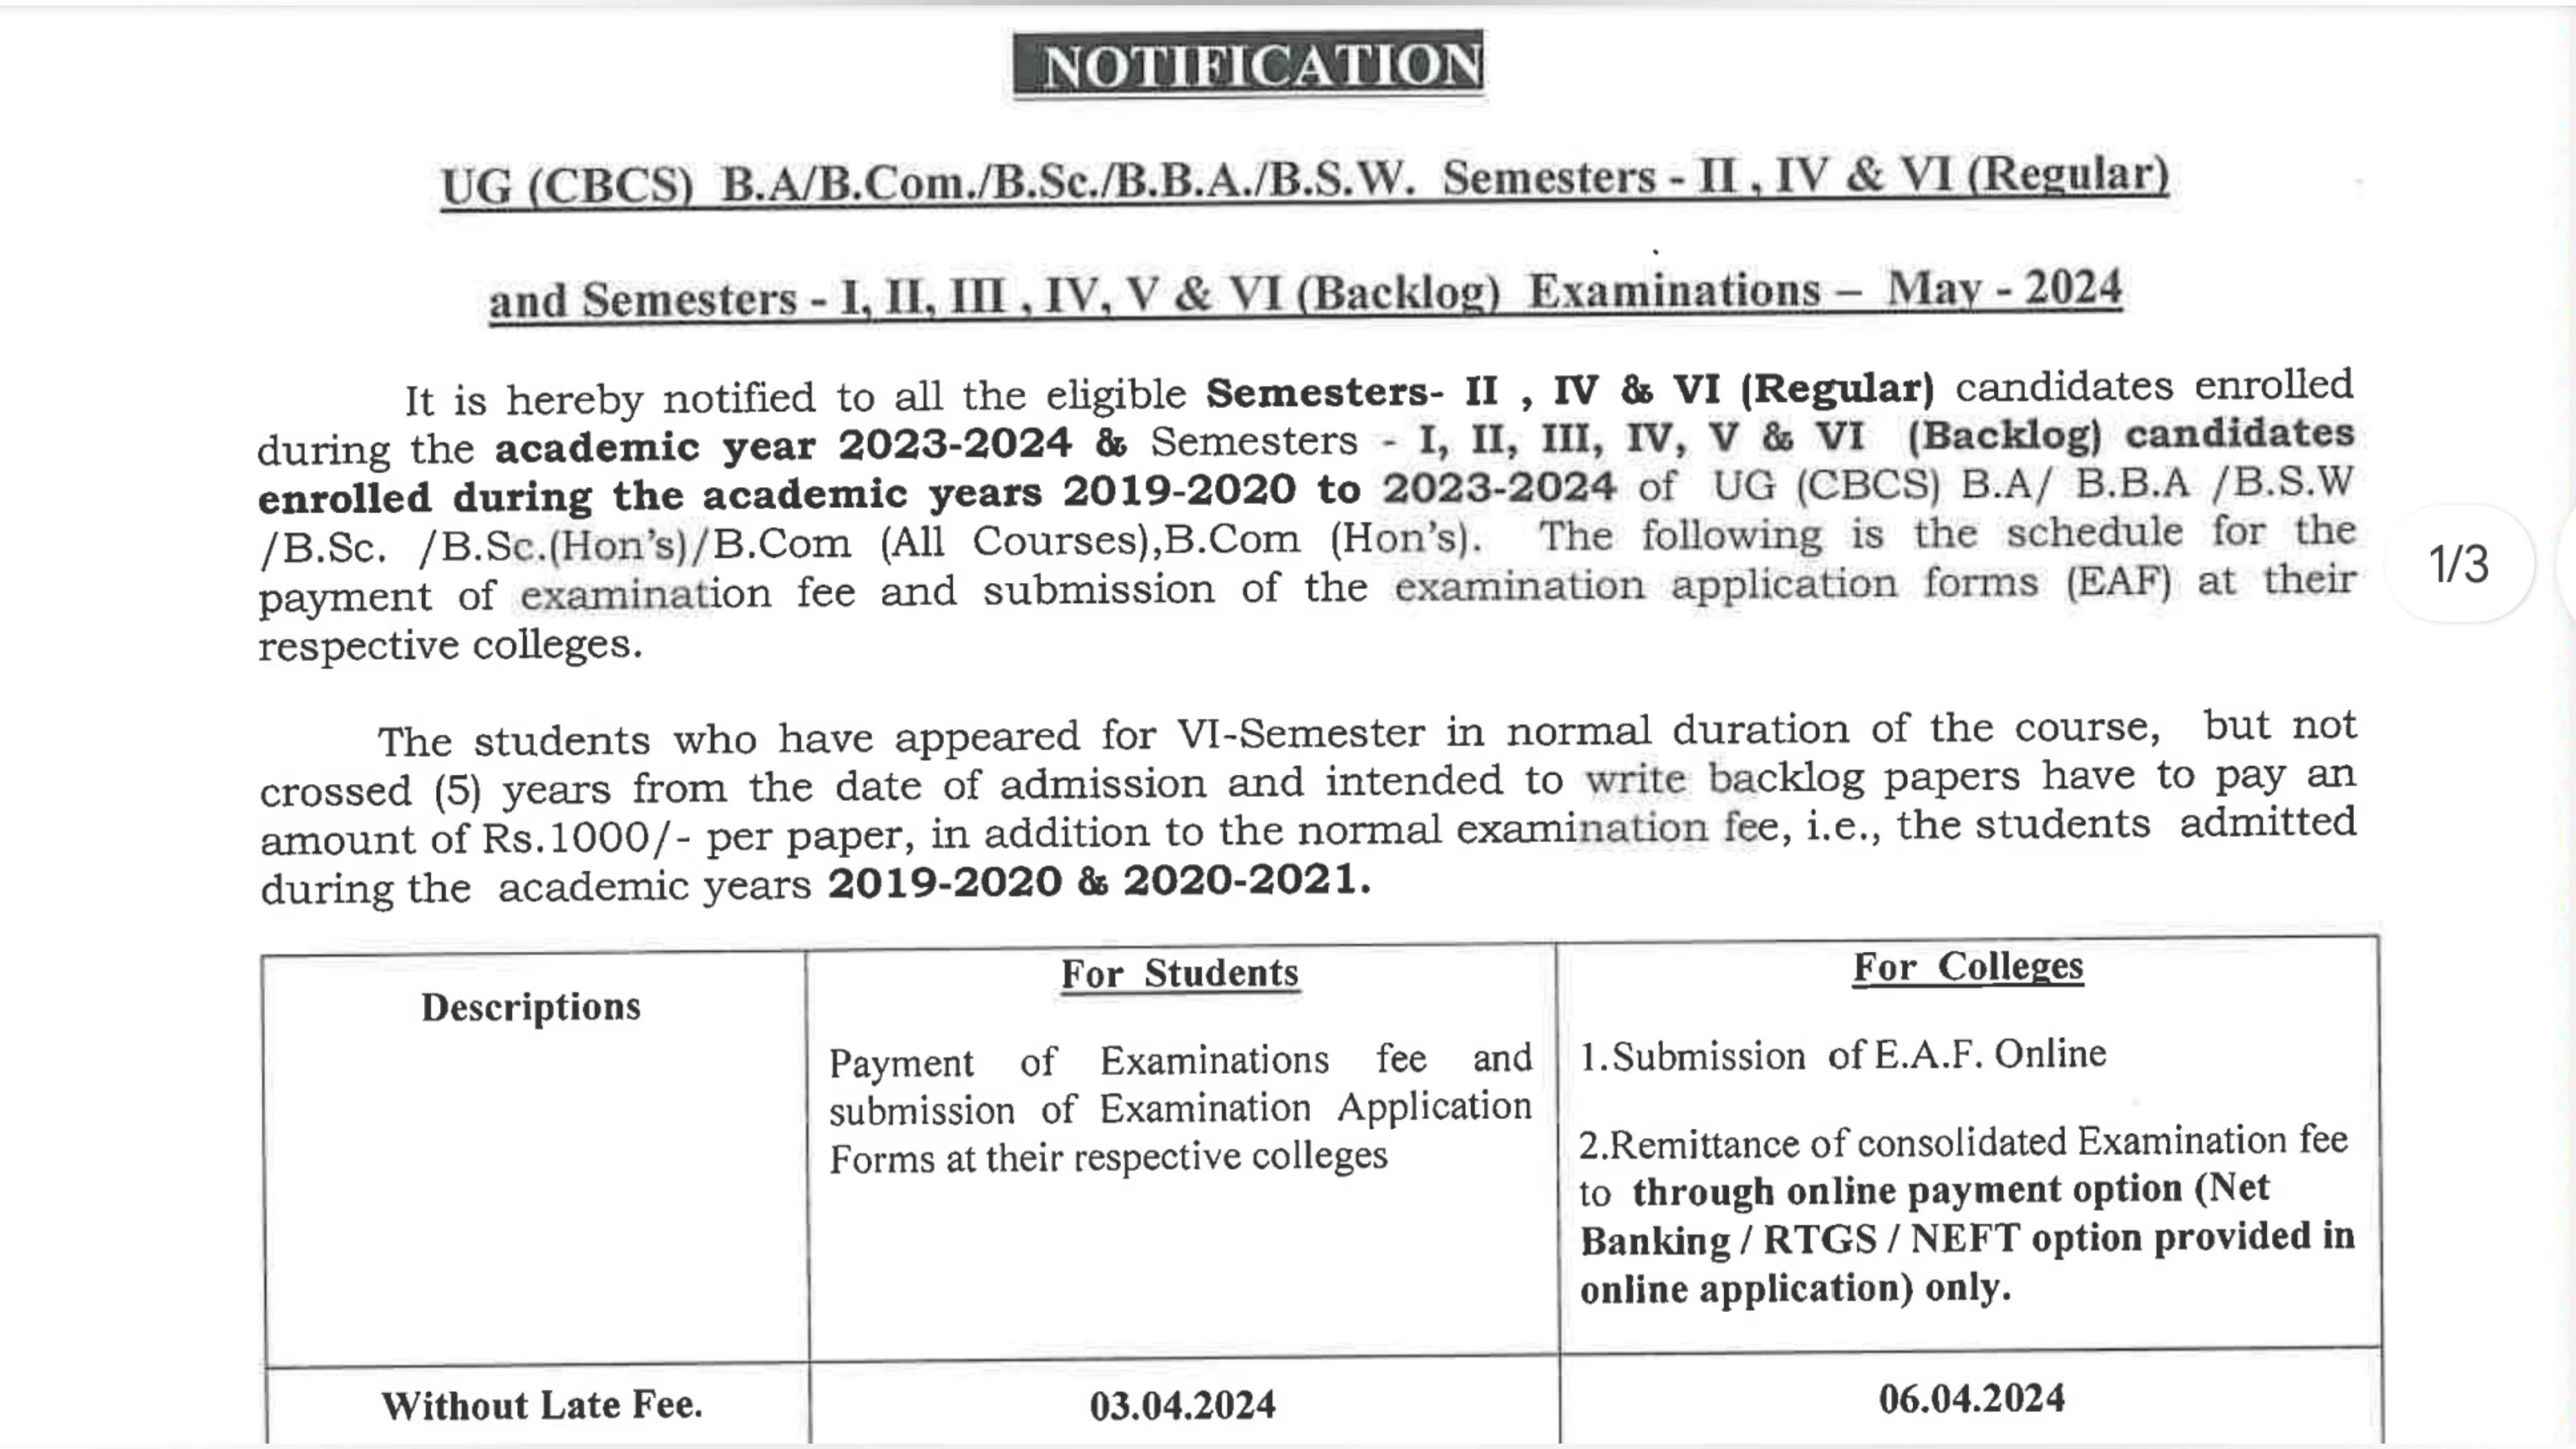 NOTIFICATION
UG (CBCS) B.A/B.Com./B.Sc./B.B.A./B.S.W. Semesters - II , IV & VI (Regular)
and Semesters - I, II, III , IV, V & VI (Backlog) Examinations – May - 2024
It is hereby notified to all the eligible Semesters- II , IV & VI (Regular) candidates enrolled
during the academic year 2023-2024 & Semesters - I, II, III, IV, V & VI (Backlog) candidates
enrolled during the academic years 2019-2020 to 2023-2024 of UG (CBCS) B.A/ B.B.A /B.S.W
/B.Sc. /B.Sc.(Hon's)/B.Com (All Courses),B.Com (Hon's). The following is the schedule for the
payment of examination fee and submission of the examination application forms (EAF) at their
respective colleges.
1/3
The students who have appeared for VI-Semester in normal duration of the course, but not
crossed (5) years from the date of admission and intended to write backlog papers have to pay an
amount of Rs.1000/- per paper, in addition to the normal examination fee, i.e., the students admitted
during the academic years 2019-2020 & 2020-2021.
Descriptions
For Students
Payment of Examinations fee and
submission of Examination Application
Forms at their respective colleges
For Colleges
1.Submission of E.A.F. Online
2.Remittance of consolidated Examination fee
to through online payment option (Net
Banking / RTGS / NEFT option provided in
online application) only.
Without Late Fee.
03.04.2024
06.04.2024